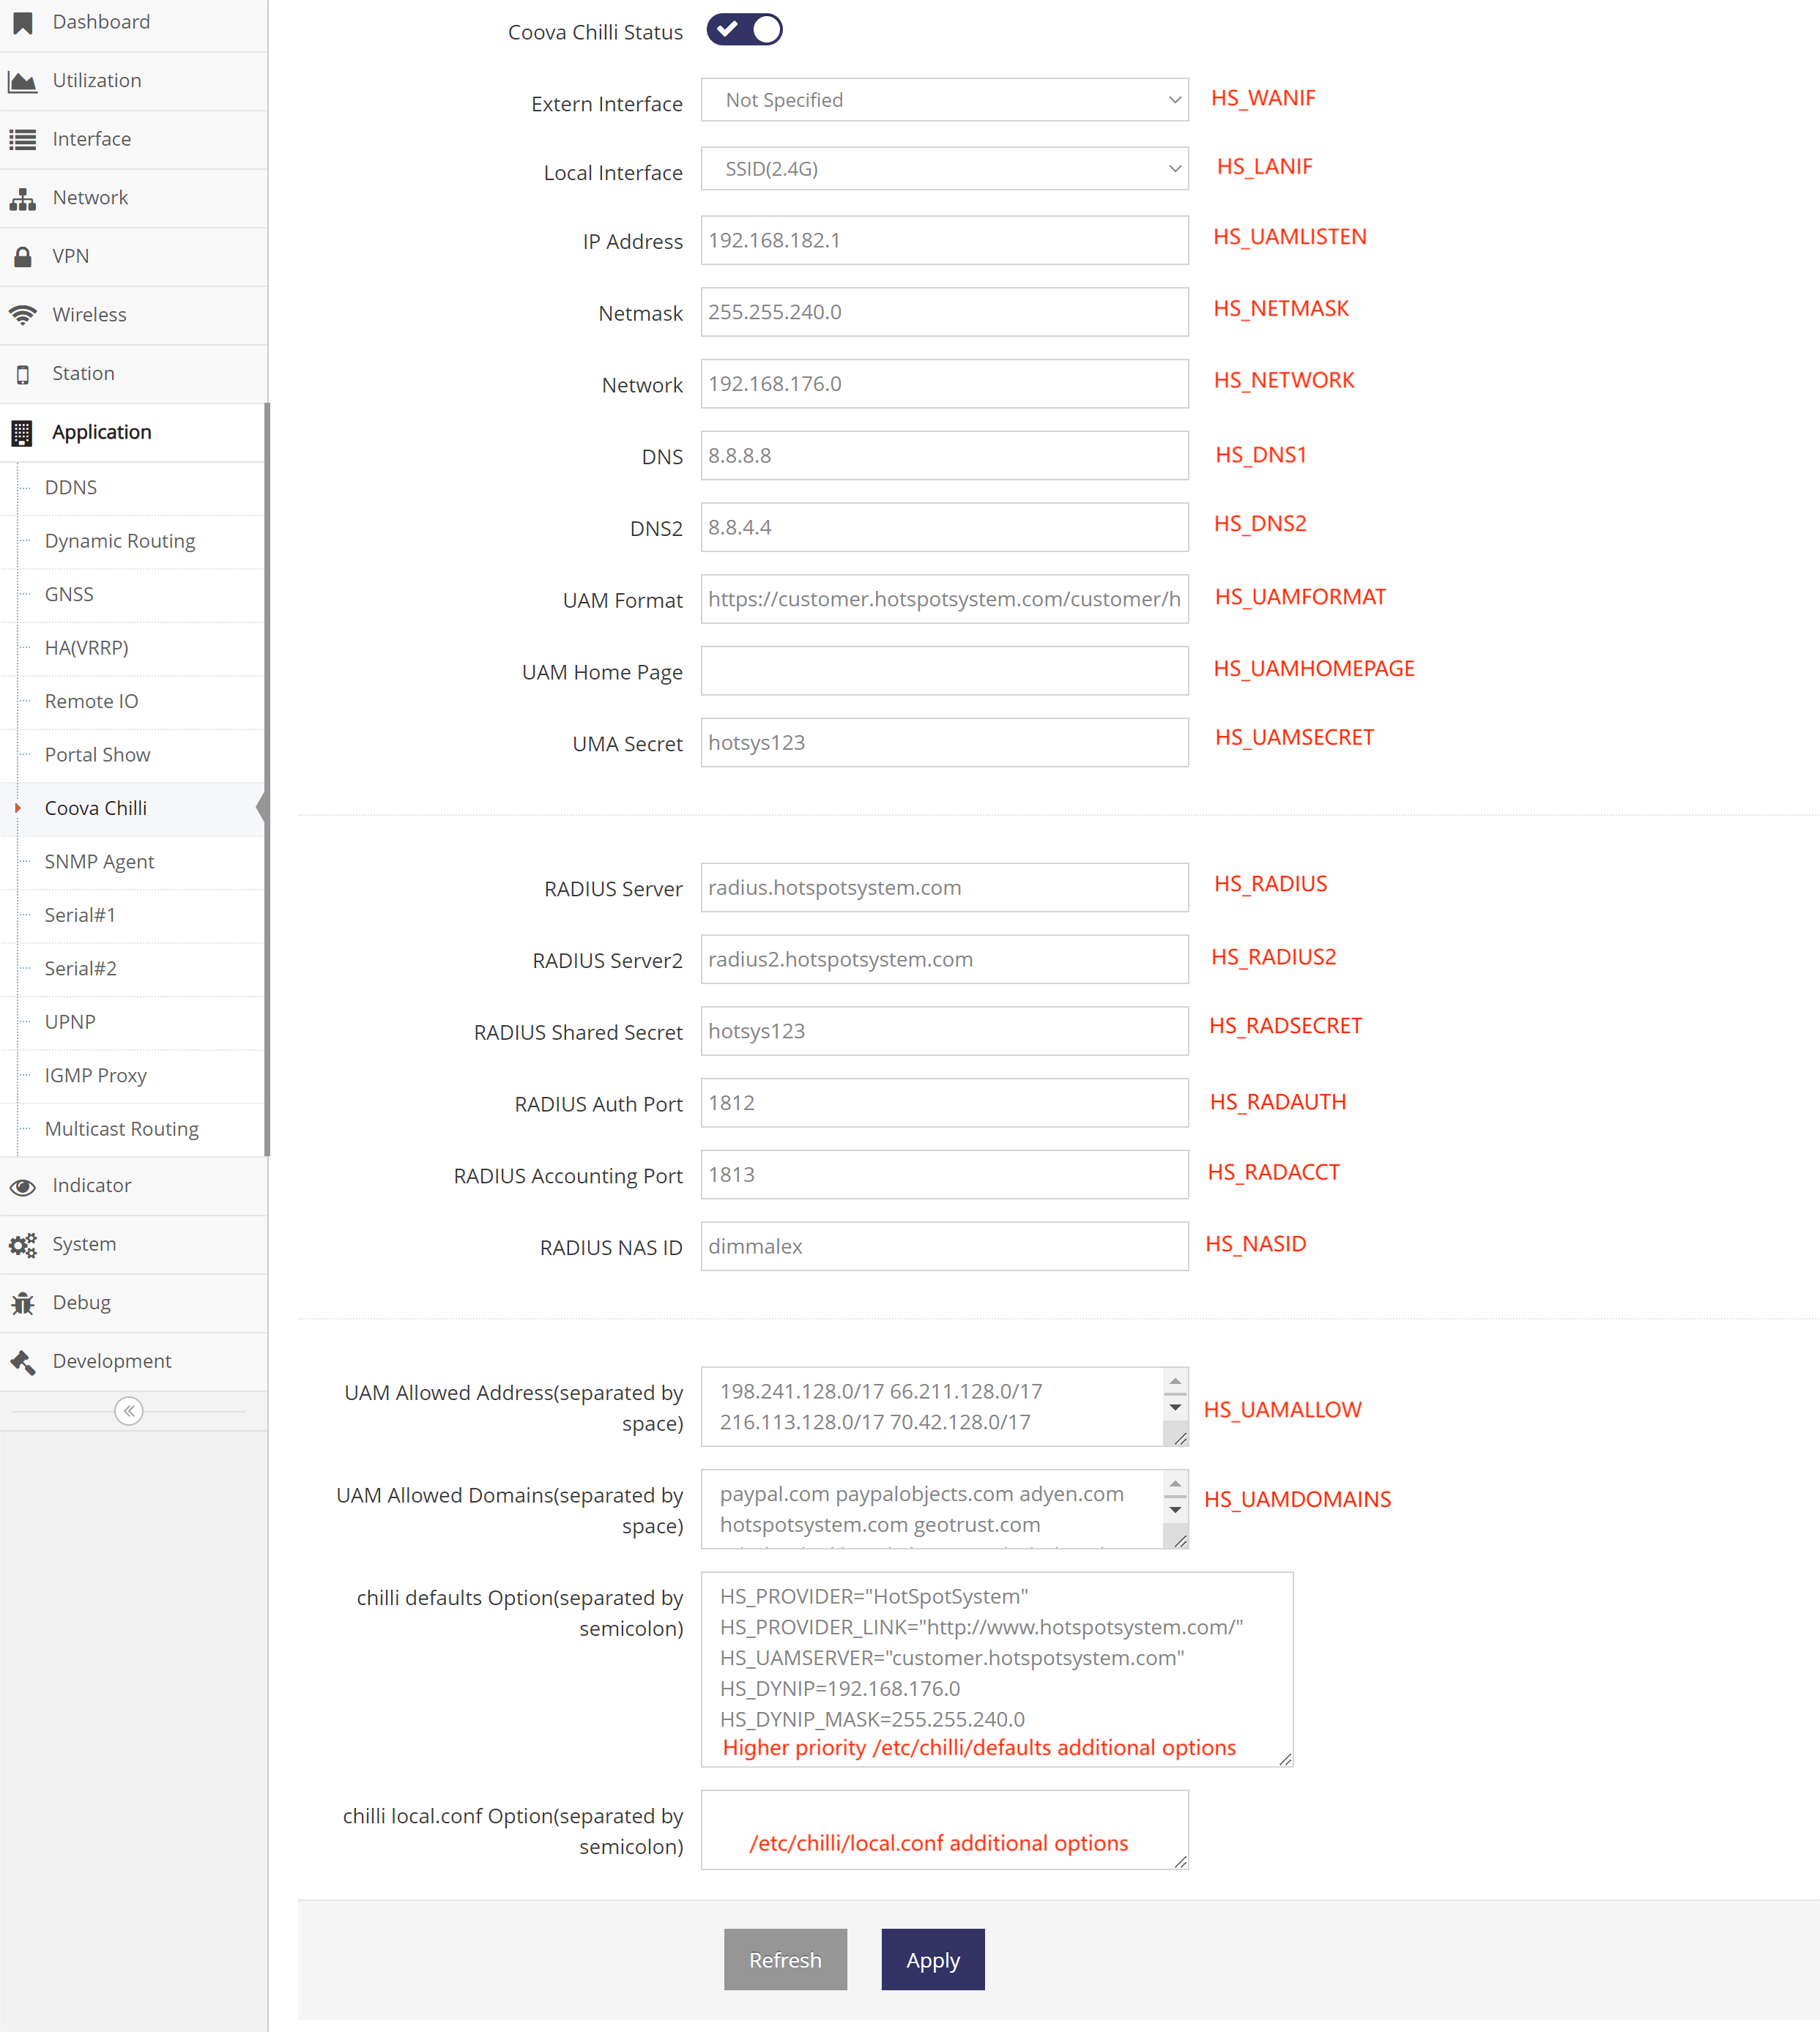 Dashboard
Utilization
Interface
Network
VPN
Wireless
Station
Application
DDNS
Dynamic Routing
GNSS
HA(VRRP)
Remote IO
Portal Show
Coova Chilli
SNMP Agent
Serial#1
Serial#2
UPNP
IGMP Proxy
Multicast Routing
Indicator
System
Debug
Development
Coova Chilli Status
Extern Interface Not Specified HS_WANIF
Local Interface SSID(2.4G) HS_LANIF
IP Address 192.168.182.1 HS_UAMLISTEN
Netmask 255.255.240.0 HS_NETMASK
Network 192.168.176.0 HS_NETWORK
DNS 8.8.8.8 HS_DNS1
DNS2 8.8.4.4 HS_DNS2
UAM Format https://customer.hotspotsystem.com/customer/h HS_UAMFORMAT
UAM Home Page HS_UAMHOMEPAGE
UMA Secret hotsys123 HS_UAMSECRET
RADIUS Server radius.hotspotsystem.com HS_RADIUS
RADIUS Server2 radius2.hotspotsystem.com HS_RADIUS2
RADIUS Shared Secret hotsys123 HS_RADSECRET
RADIUS Auth Port 1812 HS_RADAUTH
RADIUS Accounting Port 1813 HS_RADACCT
RADIUS NAS ID dimmalex HS_NASID
UAM Allowed Address(separated by
space)
198.241.128.0/17 66.211.128.0/17
216.113.128.0/17 70.42.128.0/17
HS_UAMALLOW
UAM Allowed Domains(separated by
space)
paypal.com paypalobjects.com adyen.com
hotspotsystem.com geotrust.com
HS_UAMDOMAINS
chilli defaults Option(separated by
semicolon)
HS_PROVIDER="HotSpotSystem"
HS_PROVIDER_LINK="http://www.hotspotsystem.com/"
HS_UAMSERVER="customer.hotspotsystem.com"
HS_DYNIP=192.168.176.0
HS_DYNIP_MASK=255.255.240.0
Higher priority /etc/chilli/defaults additional options
chilli local.conf Option(separated by
semicolon)
/etc/chilli/local.conf additional options
Refresh Apply